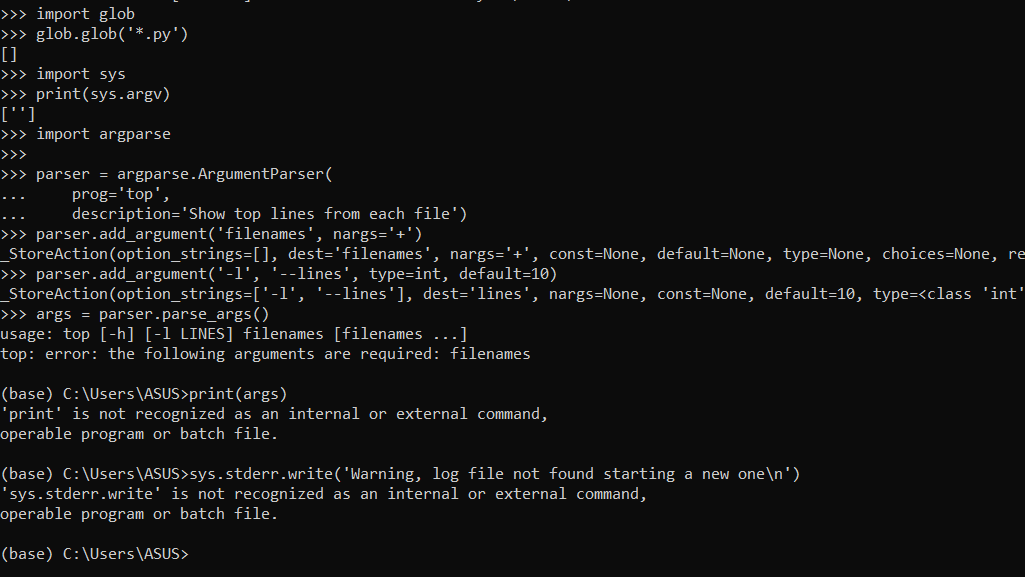 >>> import glob
>>> glob.glob('*.py')
[]
>>> import sys
>>> print(sys.argv)
['']
>>> import argparse
>>>
>>> parser = argparse.ArgumentParser(
...     prog='top',
...     description='Show top lines from each file')
>>> parser.add_argument('filenames', nargs='+')
_StoreAction(option_strings=[], dest='filenames', nargs='+', const=None, default=None, type=None, choices=None, re
>>> parser.add_argument('-l', '--lines', type=int, default=10)
_StoreAction(option_strings=['-l', '--lines'], dest='lines', nargs=None, const=None, default=10, type=<class 'int'
>>> args = parser.parse_args()
usage: top [-h] [-l LINES] filenames [filenames ...]
top: error: the following arguments are required: filenames
(base) C:\Users\ASUS>print(args)
'print' is not recognized as an internal or external command,
operable program or batch file.
(base) C:\Users\ASUS>sys.stderr.write('Warning, log file not found starting a new one\n')
'sys.stderr.write' is not recognized as an internal or external command,
operable program or batch file.
(base) C:\Users\ASUS>